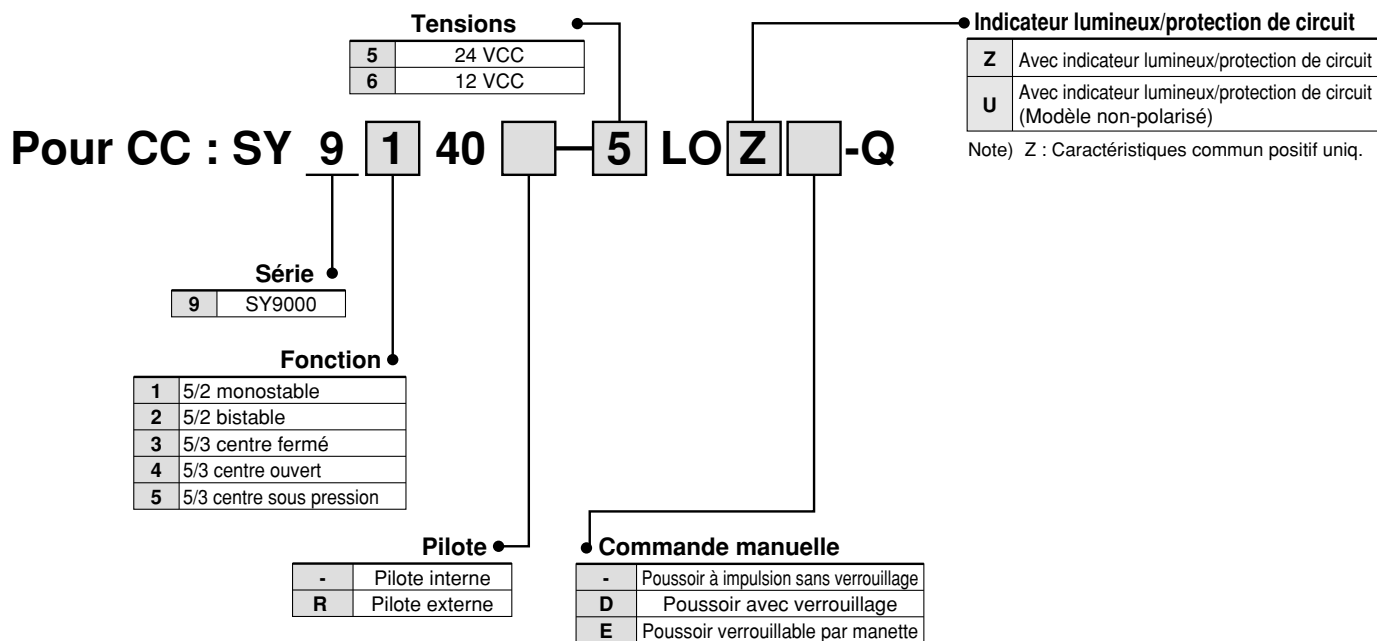 Tensions
5 24 VCC
6 12 VCC
Indicateur lumineux/protection de circuit
Z Avec indicateur lumineux/protection de circuit
U Avec indicateur lumineux/protection de circuit
(Modèle non-polarisé)
Note) Z : Caractéristiques commun positif uniq.
Pour CC : SY 9 1 40 — 5 LO Z -Q
Série
9 SY9000
Fonction
1 5/2 monostable
2 5/2 bistable
3 5/3 centre fermé
4 5/3 centre ouvert
5 5/3 centre sous pression
Pilote
- Pilote interne
R Pilote externe
Commande manuelle
- Poussoir à impulsion sans verrouillage
D Poussoir avec verrouillage
E Poussoir verrouillable par manette